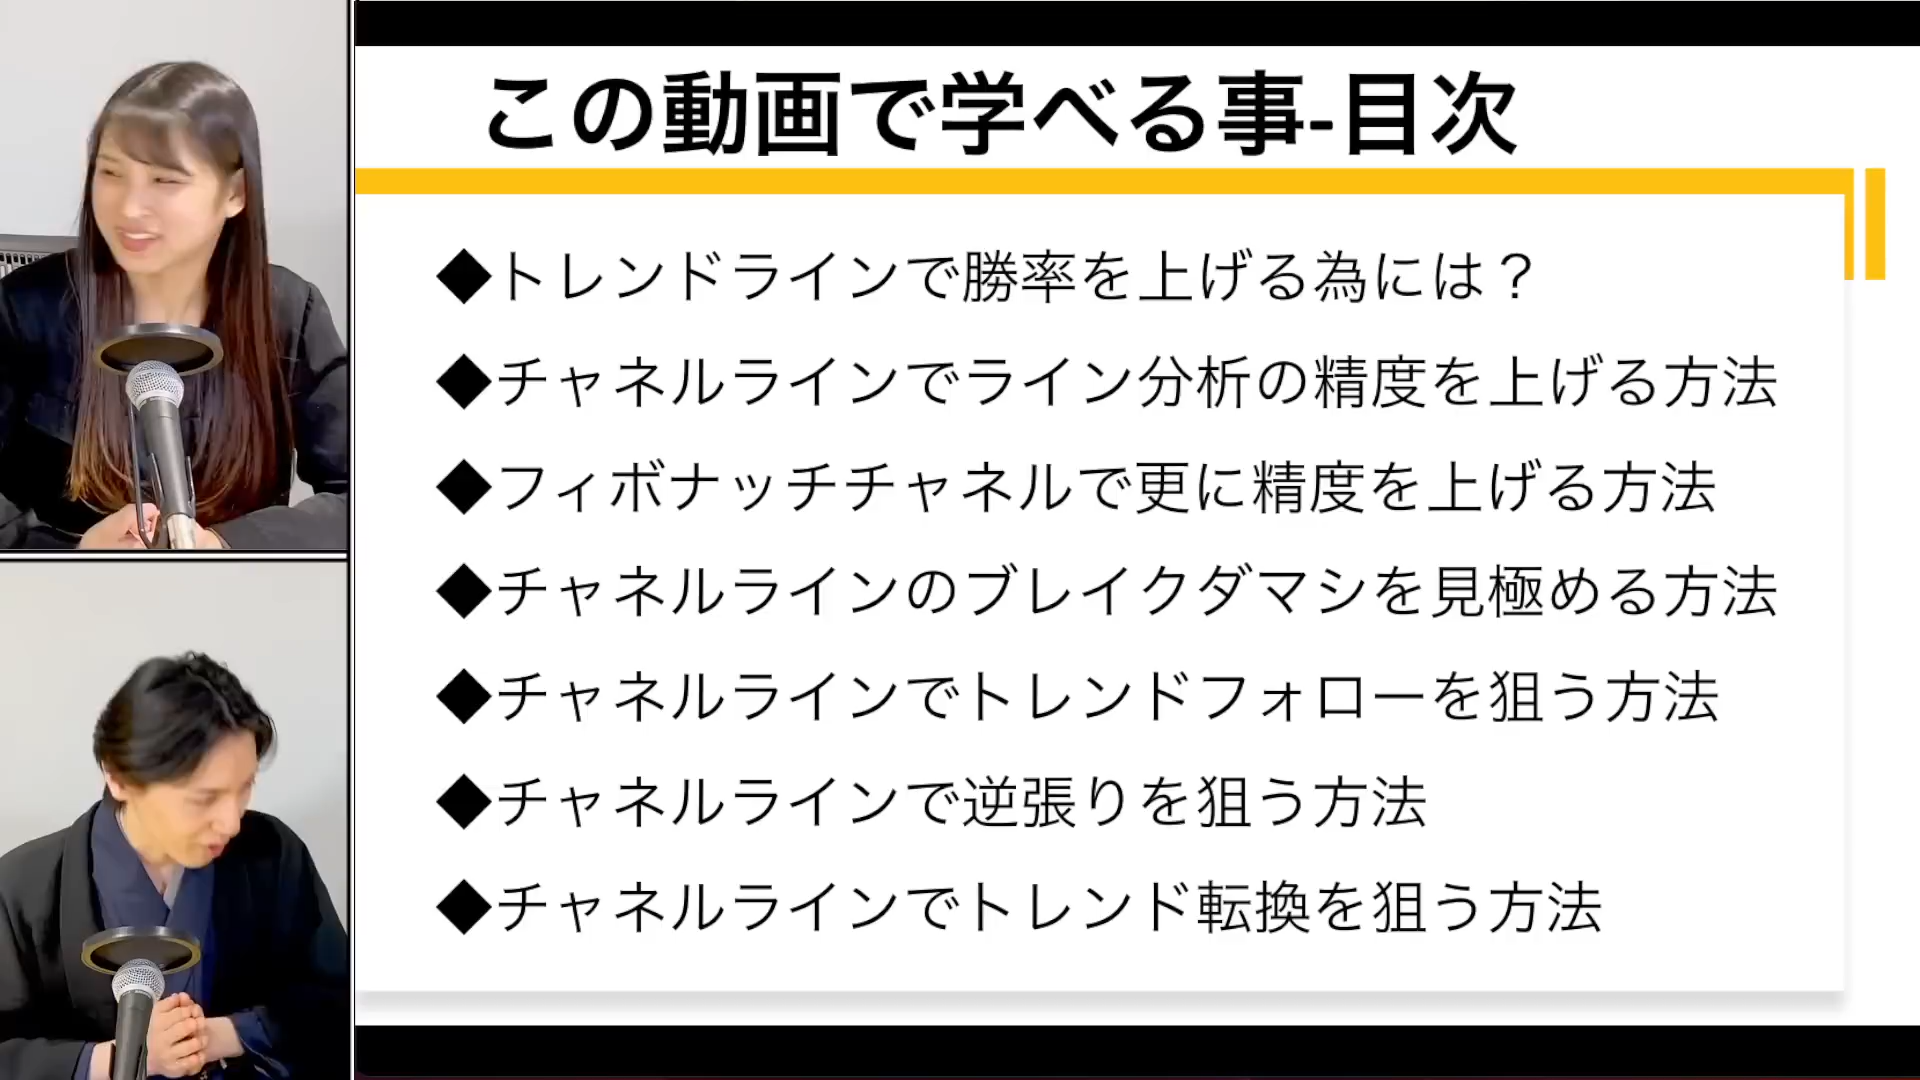 この動画で学べる事-目次
◆トレンドラインで勝率を上げる為には？
◆チャネルラインでライン分析の精度を上げる方法
◆フィボナッチチャネルで更に精度を上げる方法
◆チャネルラインのブレイクダマシを見極める方法
◆チャネルラインでトレンドフォローを狙う方法
◆チャネルラインで逆張りを狙う方法
◆チャネルラインでトレンド転換を狙う方法